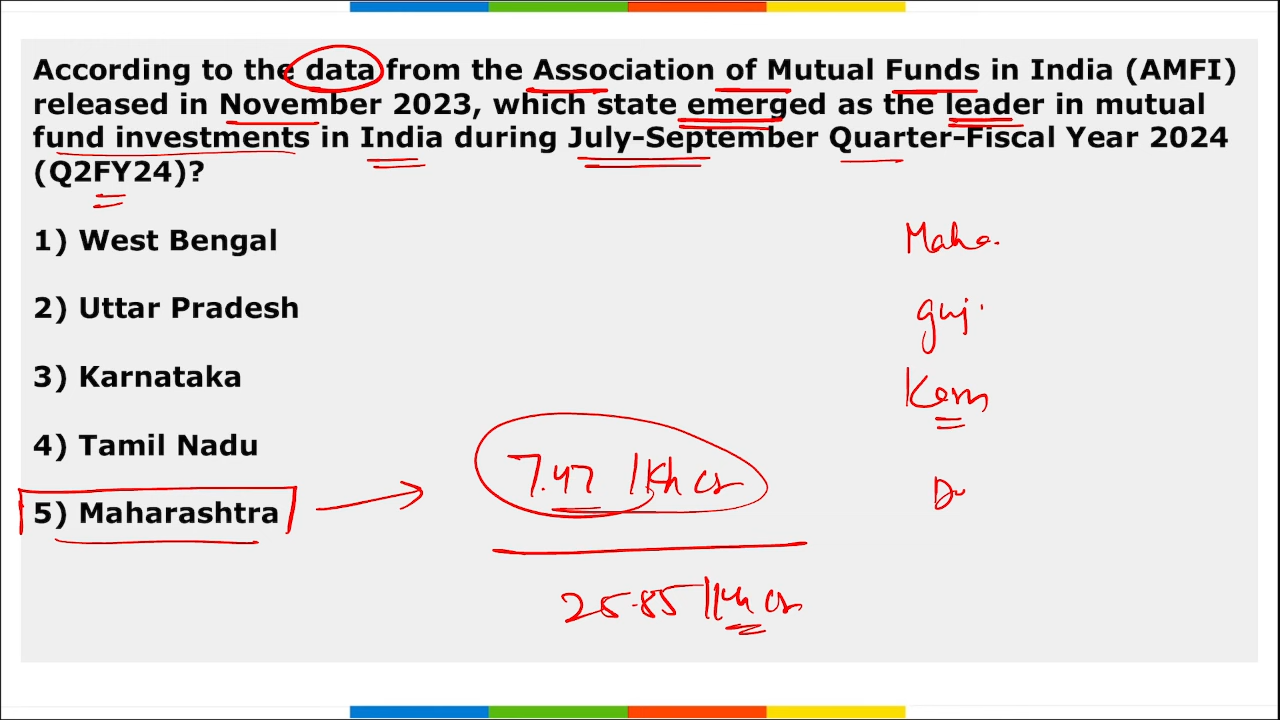 According to the data from the Association of Mutual Funds in India (AMFI)
released in November 2023, which state emerged as the leader in mutual
fund investments in India during July-September Quarter-Fiscal Year 2024
(Q2FY24)?
1) West Bengal
Maha.
2) Uttar Pradesh
Guj.
3) Karnataka
4) Tamil Nadu
7.47 lkh cr
5) Maharashtra
25.85 lkh cr